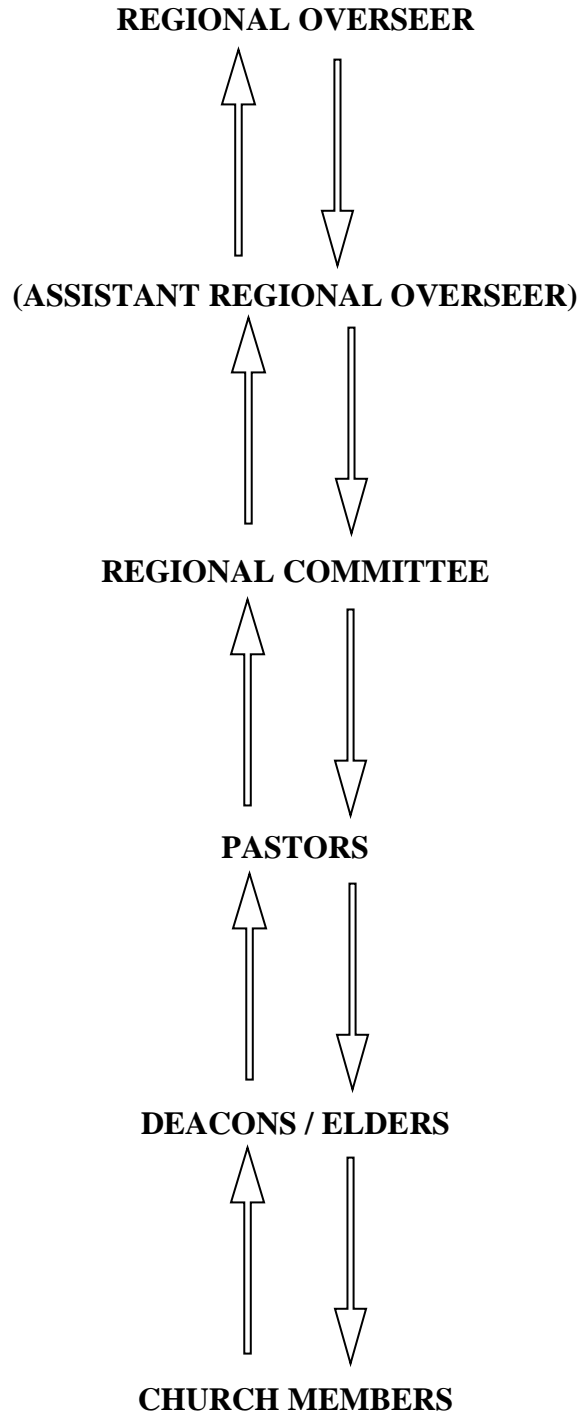 REGIONAL OVERSEER
(ASSISTANT REGIONAL OVERSEER)
REGIONAL COMMITTEE
PASTORS
DEACONS / ELDERS
CHURCH MEMBERS